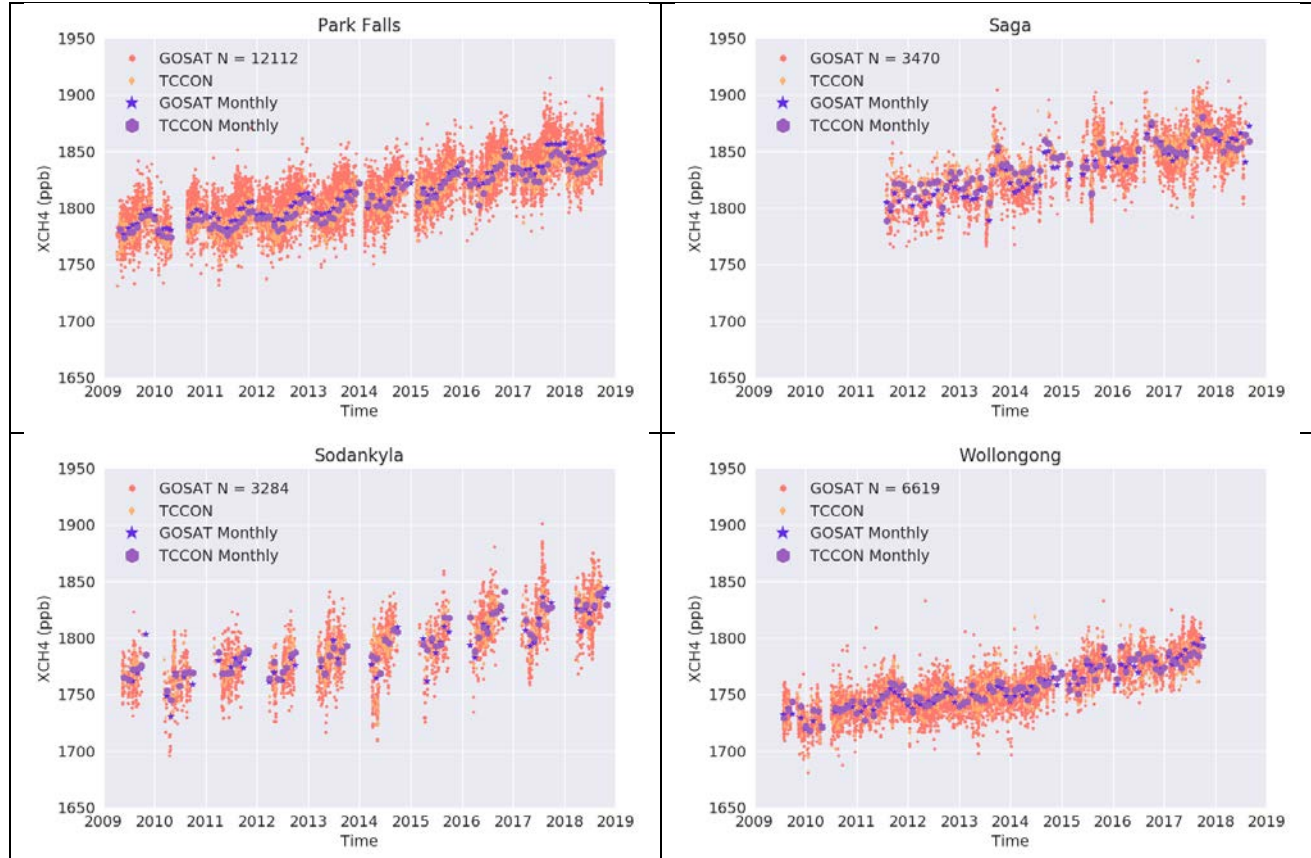 Park Falls
1950
1900
1850
1800
1750
1700
1650
XCH4 (ppb)
GOSAT N = 12112
TCCON
GOSAT Monthly
TCCON Monthly
2009 2010 2011 2012 2013 2014 2015 2016 2017 2018 2019
Time
Saga
1950
1900
1850
1800
1750
1700
1650
XCH4 (ppb)
GOSAT N = 3470
TCCON
GOSAT Monthly
TCCON Monthly
2009 2010 2011 2012 2013 2014 2015 2016 2017 2018 2019
Time
Sodankyla
1950
1900
1850
1800
1750
1700
1650
XCH4 (ppb)
GOSAT N = 3284
TCCON
GOSAT Monthly
TCCON Monthly
2009 2010 2011 2012 2013 2014 2015 2016 2017 2018 2019
Time
Wollongong
1950
1900
1850
1800
1750
1700
1650
XCH4 (ppb)
GOSAT N = 6619
TCCON
GOSAT Monthly
TCCON Monthly
2009 2010 2011 2012 2013 2014 2015 2016 2017 2018 2019
Time